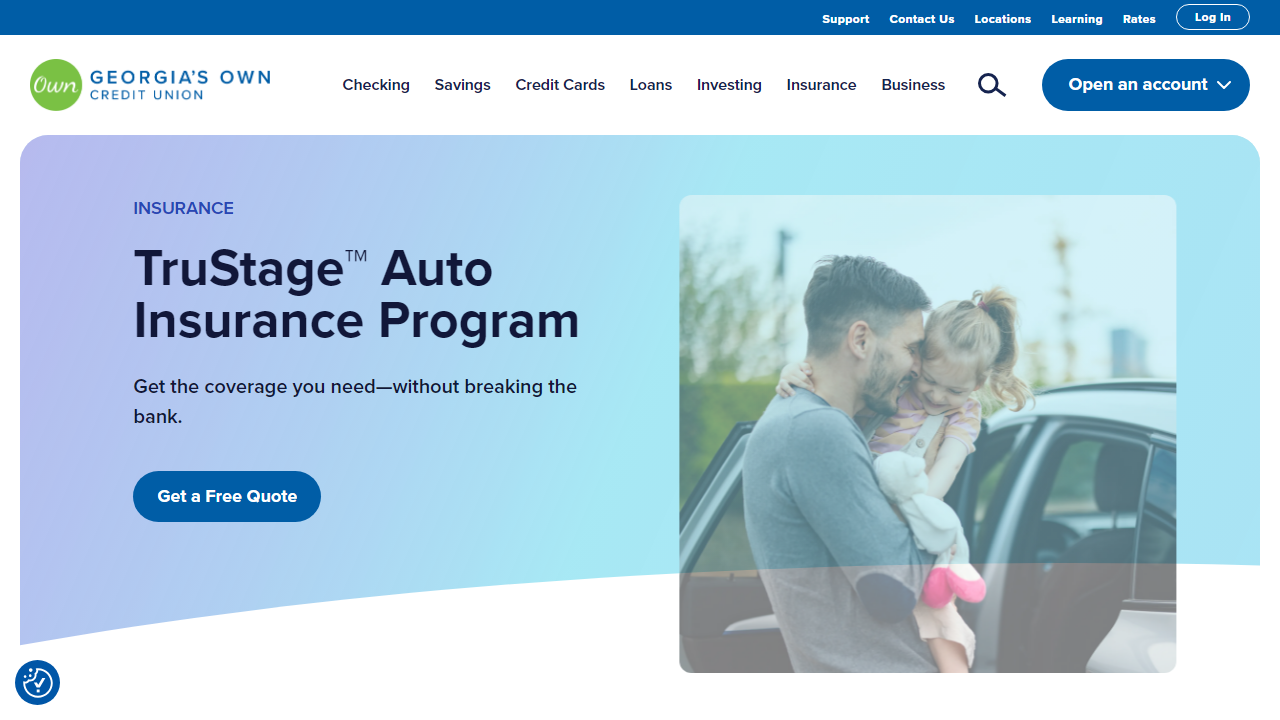 Support Contact Us Locations Learning Rates Log In
Own GEORGIA'S OWN
CREDIT UNION
Checking Savings Credit Cards Loans Investing Insurance Business Open an account
INSURANCE
TruStage™ Auto
Insurance Program
Get the coverage you need—without breaking the
bank.
Get a Free Quote